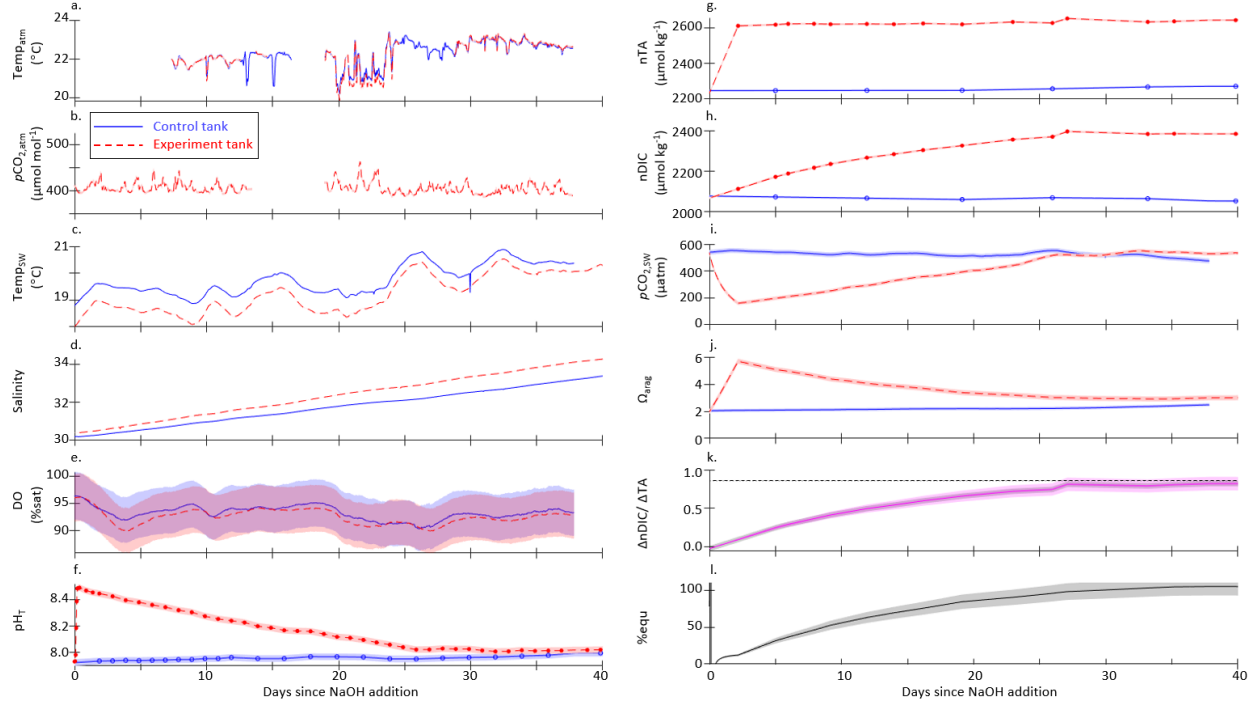 a.
Temp_atm
(° C)
24
22
20
b.
pCO_2,atm
(µmol mol⁻¹)
500
400
Control tank
Experiment tank
c.
Temp_SW
(° C)
21
19
d.
Salinity
34
32
30
e.
DO
(%sat)
100
95
90
f.
pH_T
8.4
8.2
8.0
0
10
20
30
40
Days since NaOH addition
g.
nTA
(µmol kg⁻¹)
2600
2400
2200
h.
nDIC
(µmol kg⁻¹)
2400
2200
2000
i.
pCO_2,SW
(µatm)
600
400
200
0
j.
Ω_arag
6
4
2
0
k.
ΔnDIC/ ΔTA
1.0
0.5
0.0
l.
%equ
100
50
0
0
10
20
30
40
Days since NaOH addition